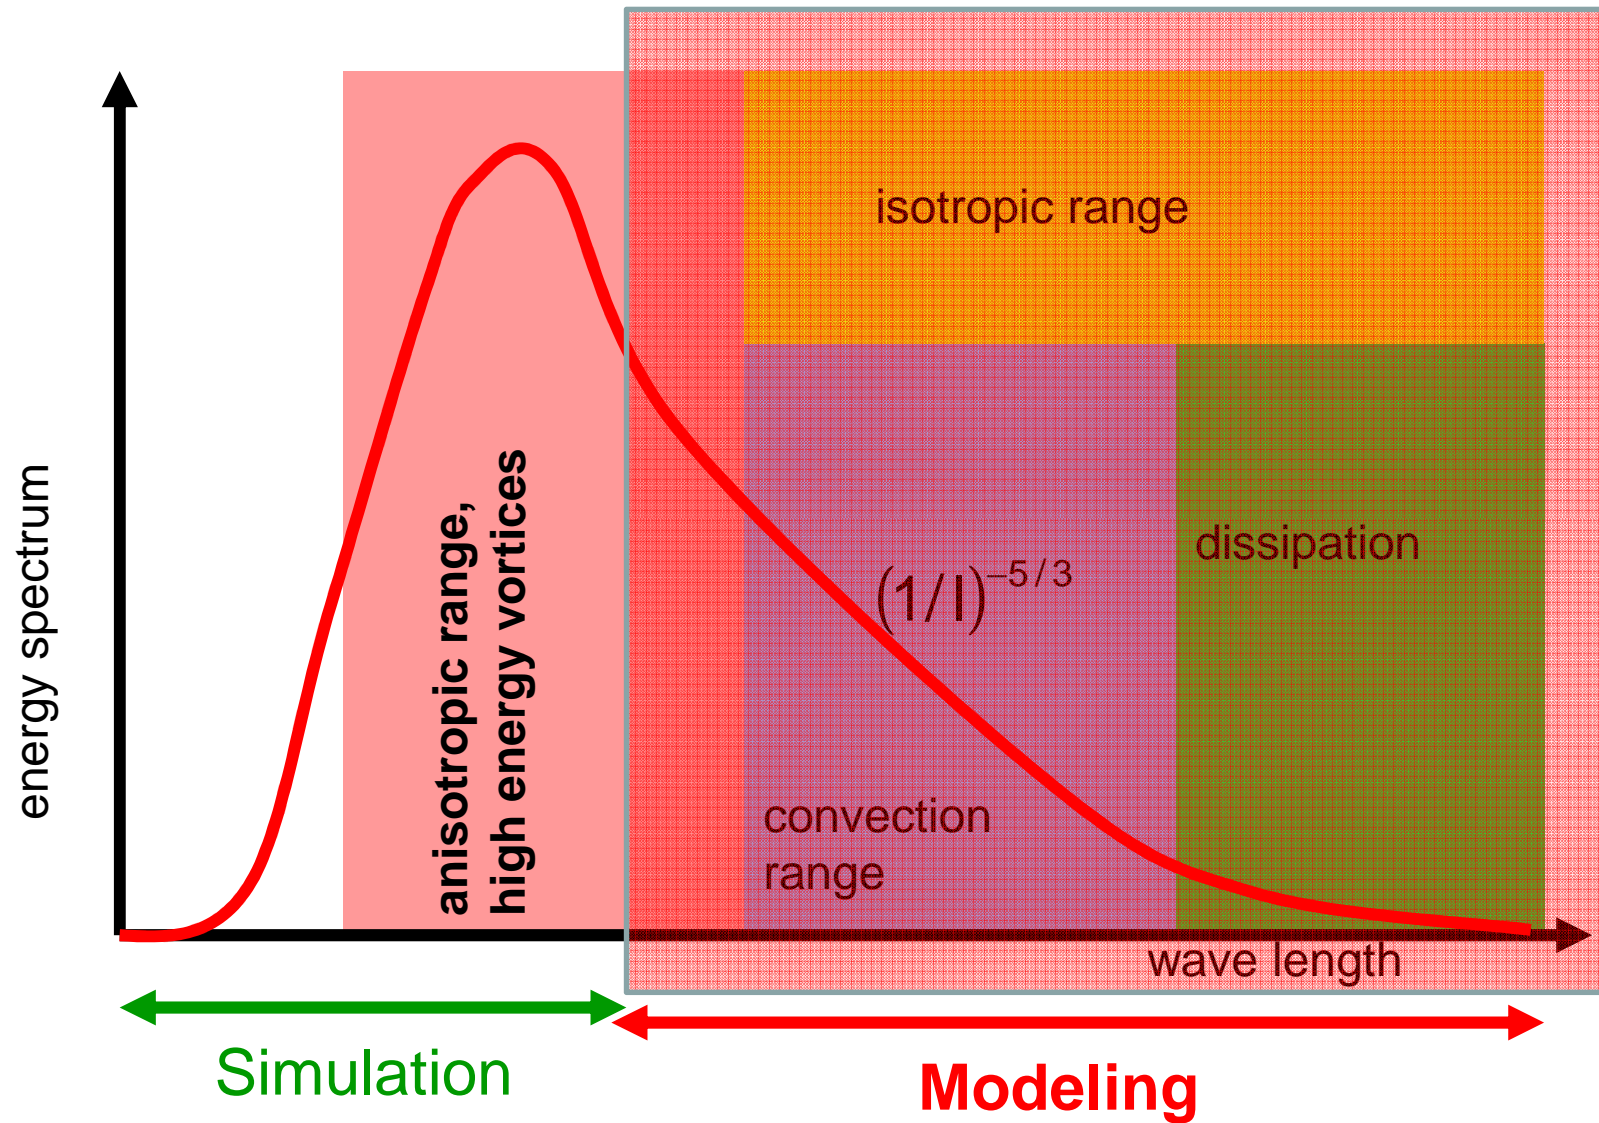 energy spectrum
anisotropic range,
high energy vortices
isotropic range
(1/l)^{-5/3}
dissipation
convection
range
wave length
Simulation
Modeling